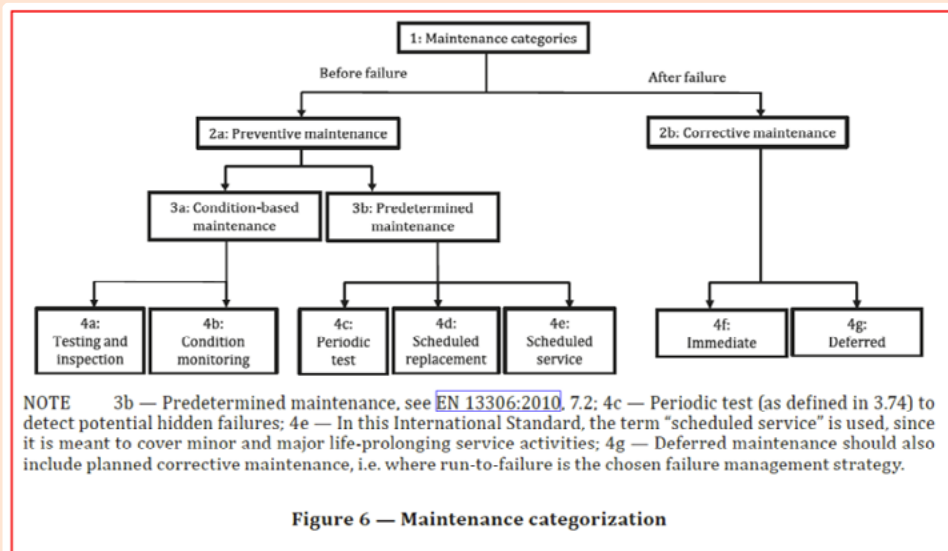 1: Maintenance categories
Before failure
After failure
2a: Preventive maintenance
2b: Corrective maintenance
3a: Condition-based
maintenance
3b: Predetermined
maintenance
4a:
Testing and
inspection
4b:
Condition
monitoring
4c:
Periodic
test
4d:
Scheduled
replacement
4e:
Scheduled
service
4f:
Immediate
4g:
Deferred
NOTE 3b — Predetermined maintenance, see EN 13306:2010, 7.2; 4c — Periodic test (as defined in 3.74) to
detect potential hidden failures; 4e — In this International Standard, the term “scheduled service” is used, since
it is meant to cover minor and major life-prolonging service activities; 4g — Deferred maintenance should also
include planned corrective maintenance, i.e. where run-to-failure is the chosen failure management strategy.
Figure 6 — Maintenance categorization